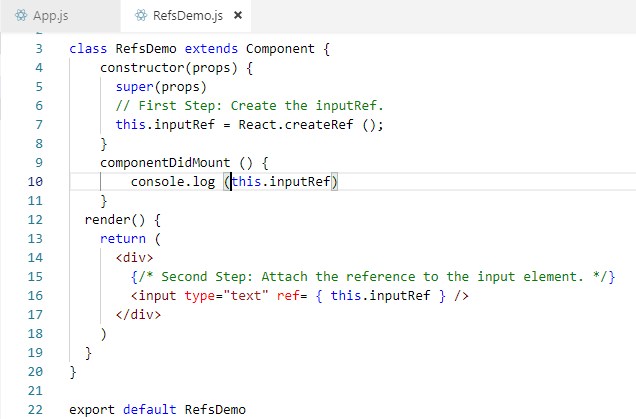 App.js RefsDemo.js ×
2
3 class RefsDemo extends Component {
4 constructor(props) {
5 super(props)
6 // First Step: Create the inputRef.
7 this.inputRef = React.createRef ();
8 }
9 componentDidMount () {
10 console.log (this.inputRef)
11 }
12 render() {
13 return (
14 <div>
15 {/* Second Step: Attach the reference to the input element. */}
16 <input type="text" ref= { this.inputRef } />
17 </div>
18 )
19 }
20 }
21
22 export default RefsDemo